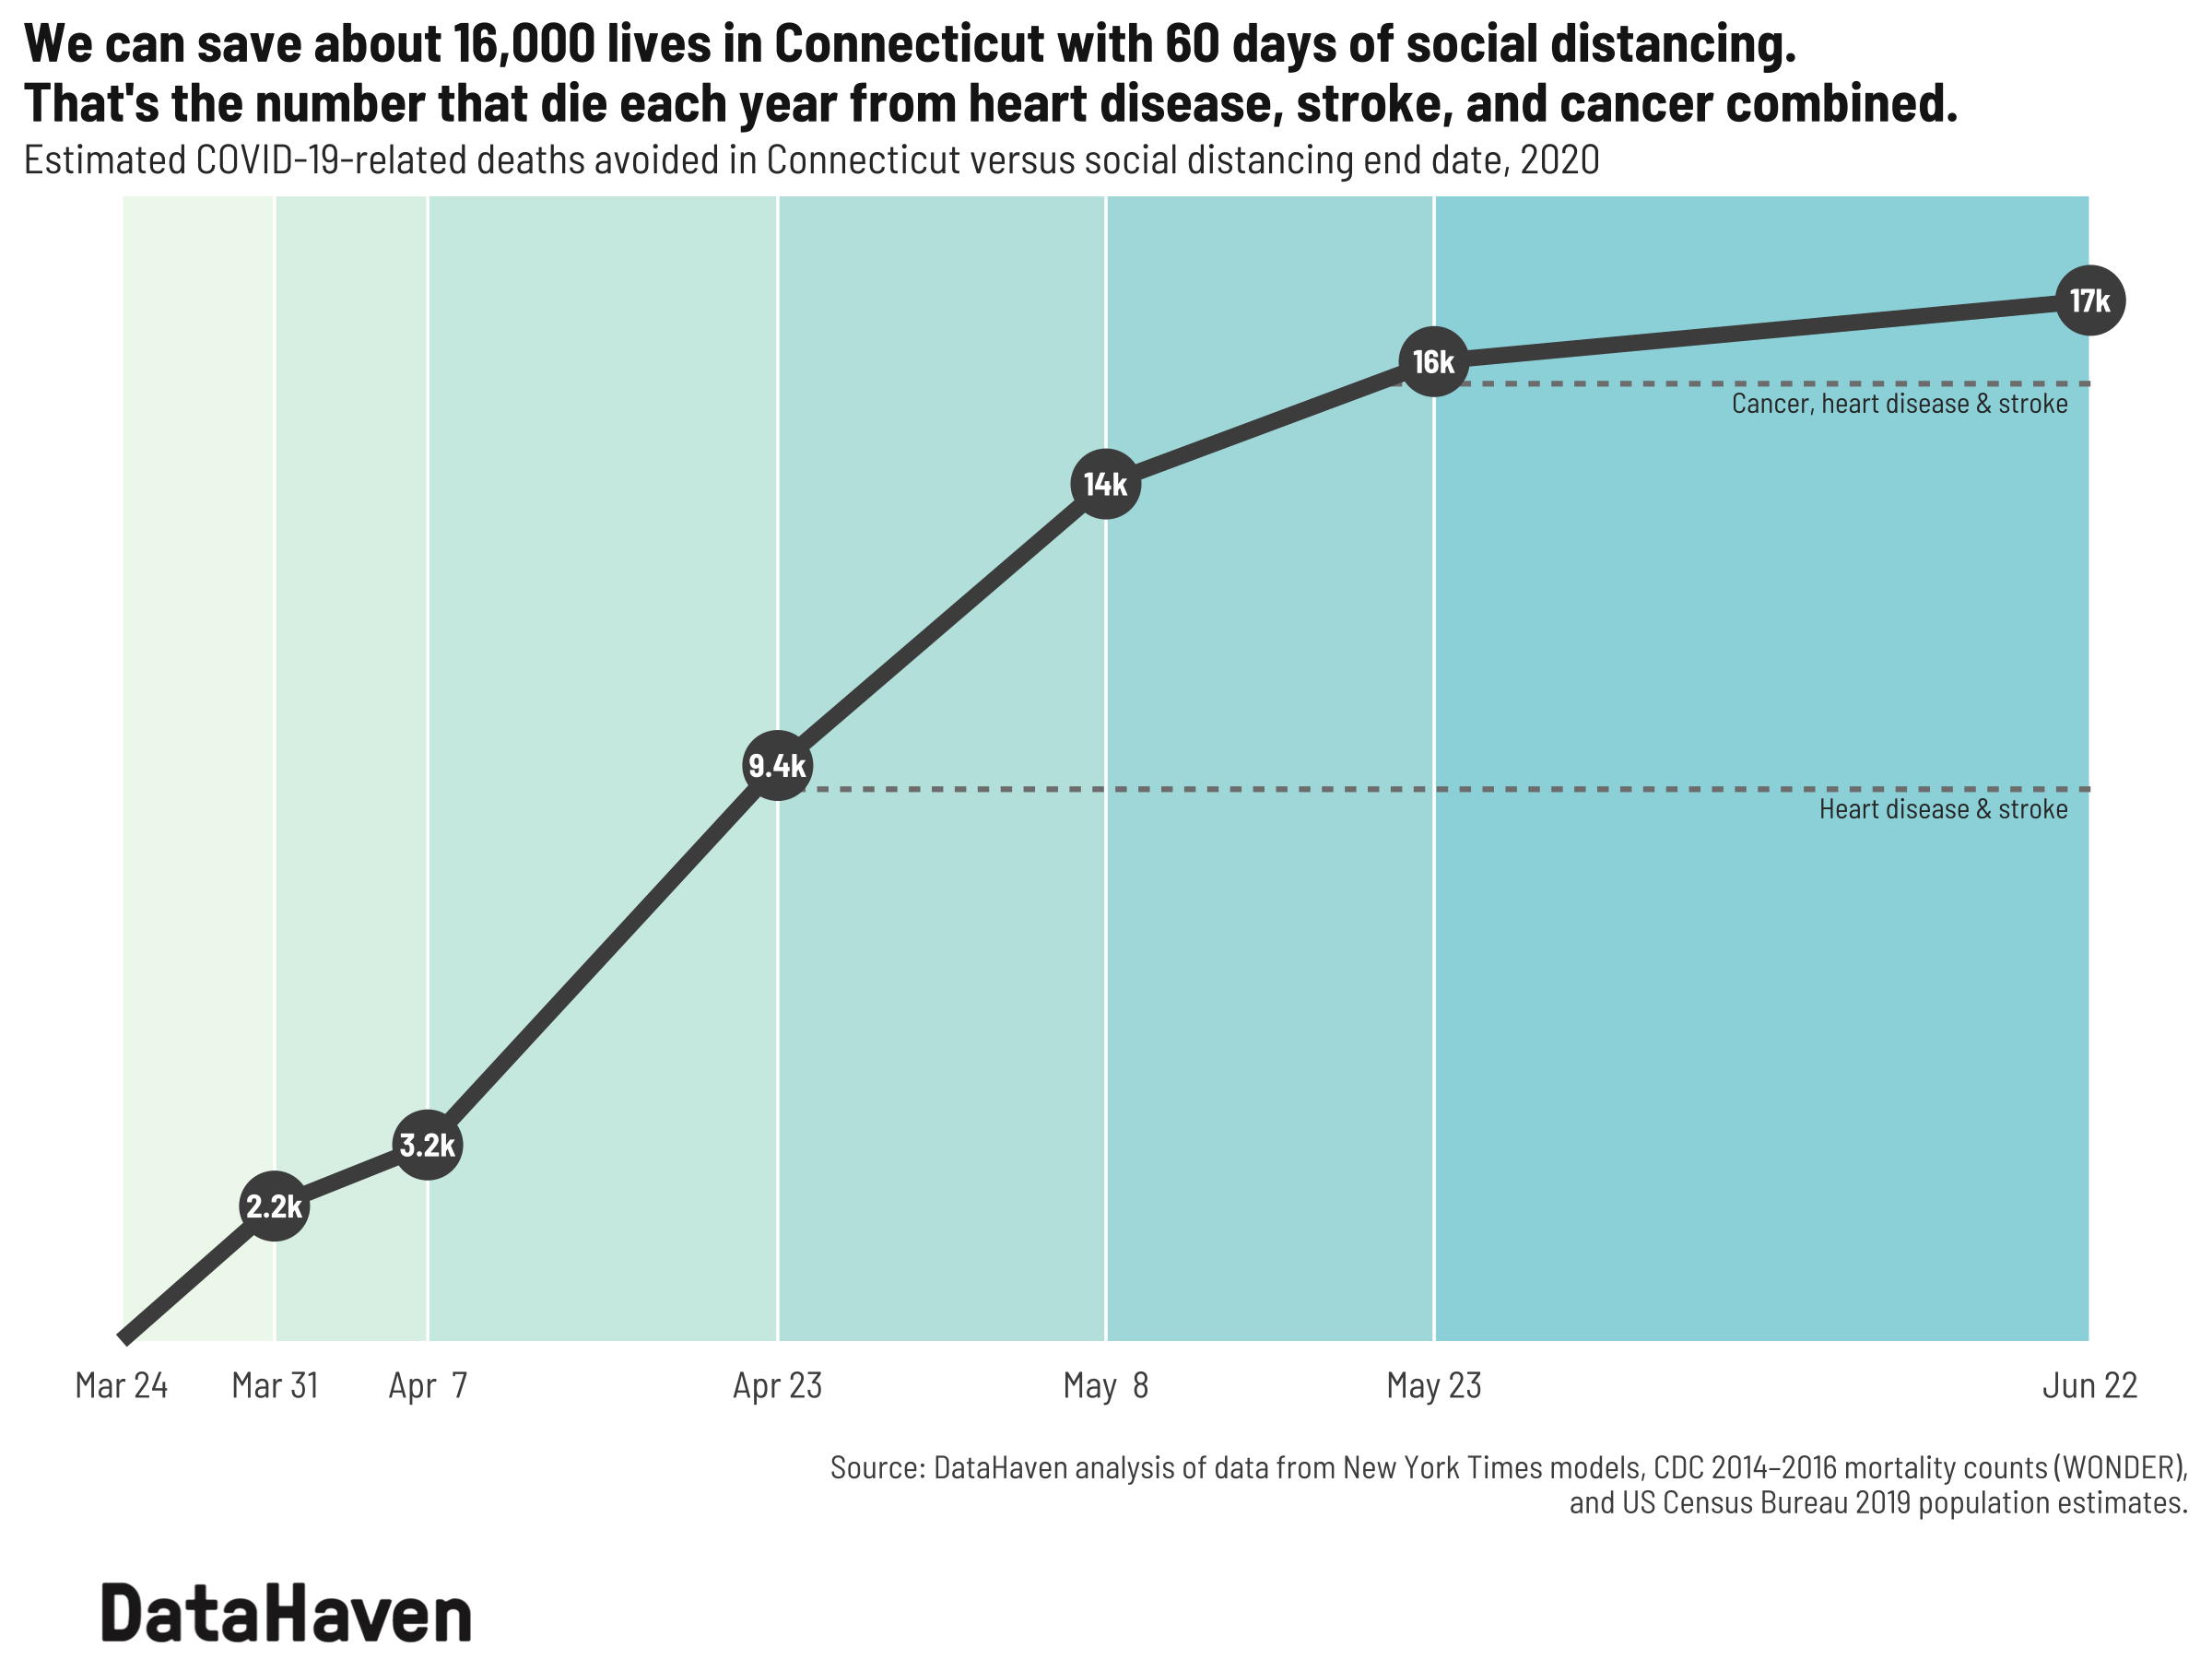 We can save about 16,000 lives in Connecticut with 60 days of social distancing.
That's the number that die each year from heart disease, stroke, and cancer combined.
Estimated COVID-19-related deaths avoided in Connecticut versus social distancing end date, 2020
17k
16k
Cancer, heart disease & stroke
14k
9.4k
Heart disease & stroke
3.2k
2.2k
Mar 24 Mar 31 Apr 7 Apr 23 May 8 May 23 Jun 22
Source: DataHaven analysis of data from New York Times models, CDC 2014–2016 mortality counts (WONDER),
and US Census Bureau 2019 population estimates.
DataHaven